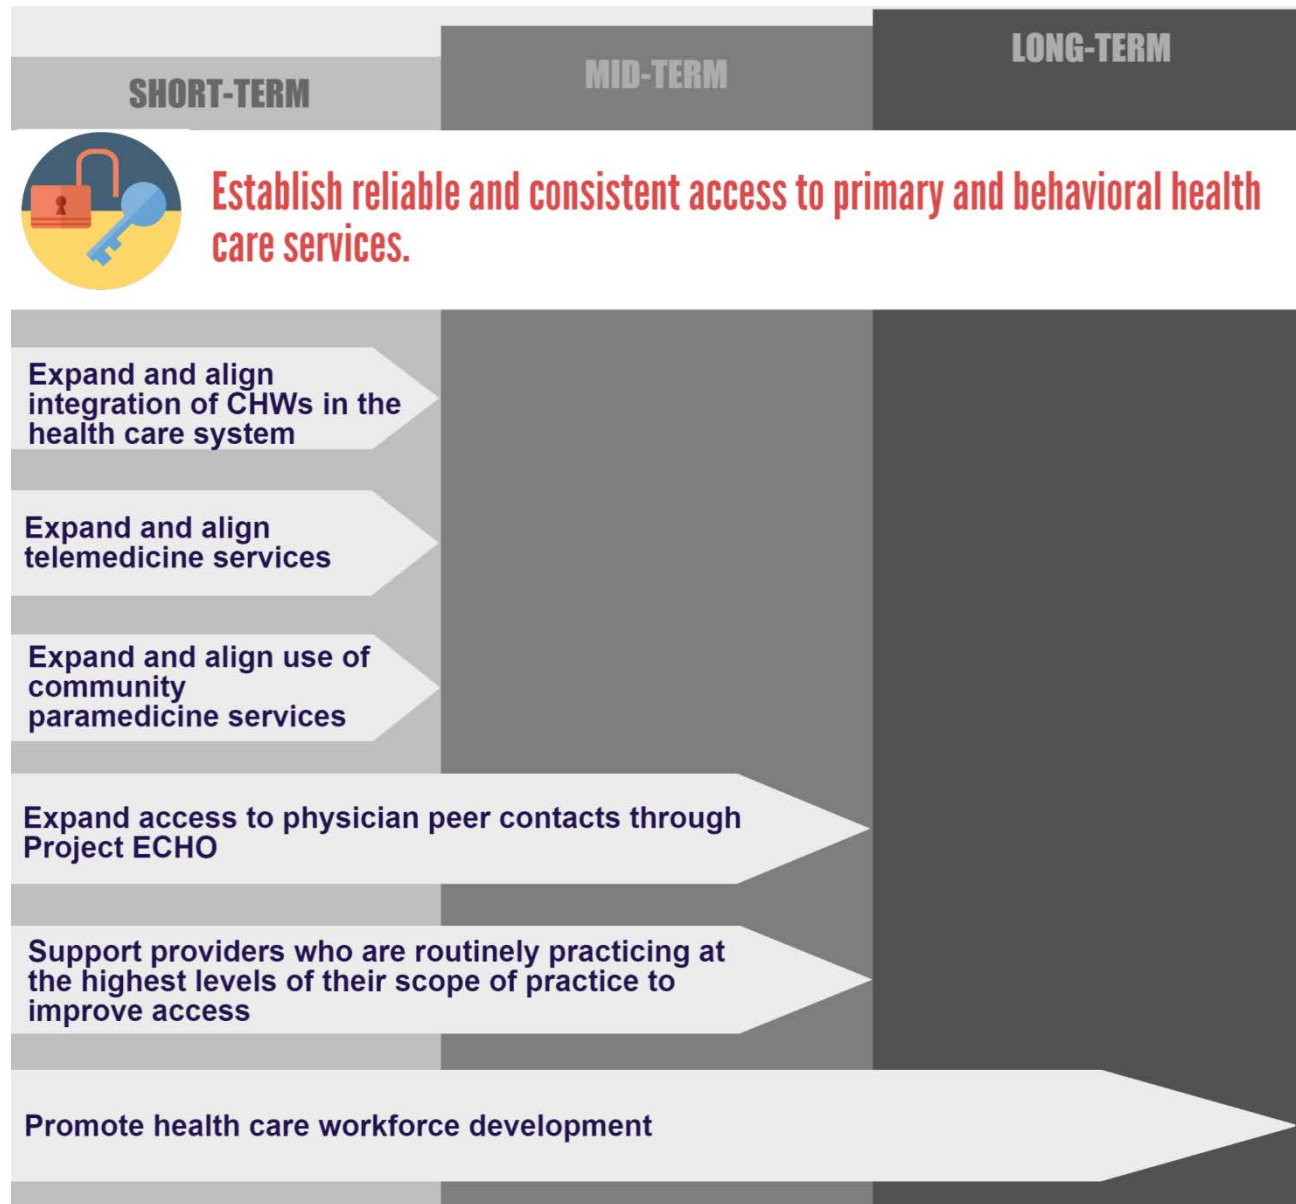 SHORT-TERM
MID-TERM
LONG-TERM
Establish reliable and consistent access to primary and behavioral health
care services.
Expand and align
integration of CHWs in the
health care system
Expand and align
telemedicine services
Expand and align use of
community
paramedicine services
Expand access to physician peer contacts through
Project ECHO
Support providers who are routinely practicing at
the highest levels of their scope of practice to
improve access
Promote health care workforce development